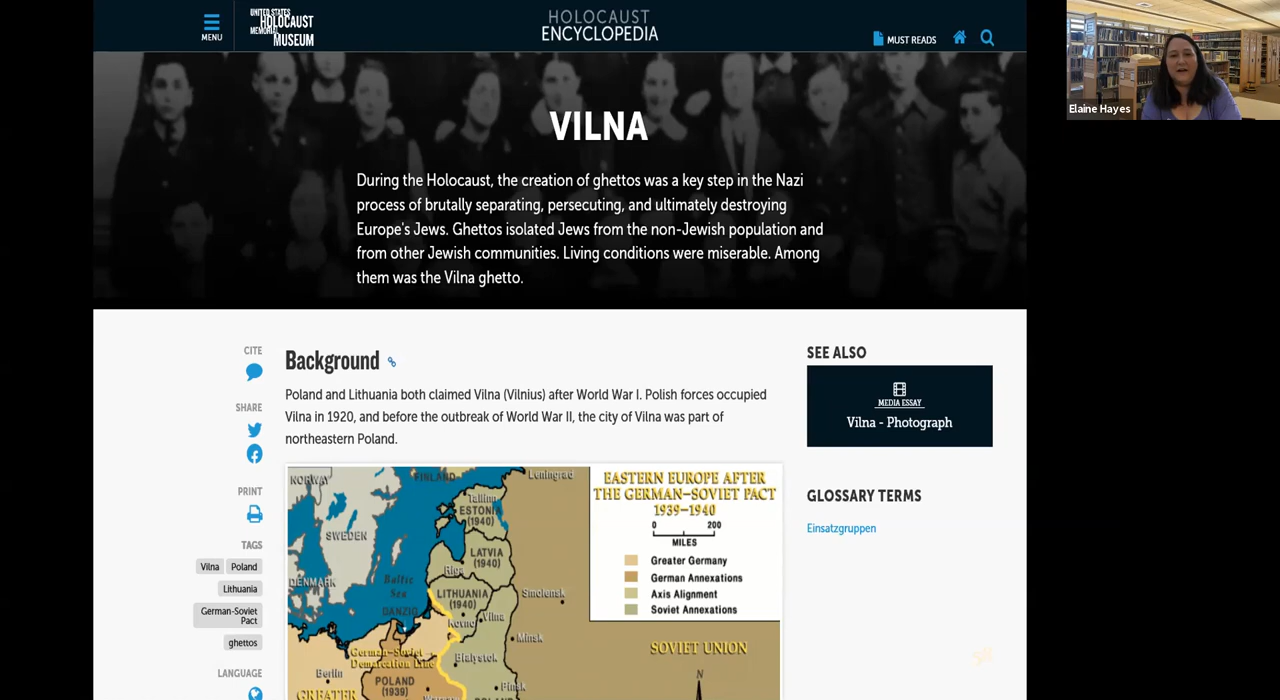 MENU
UNITED STATES
HOLOCAUST
MEMORIAL
MUSEUM
HOLOCAUST
ENCYCLOPEDIA
MUST READS
Elaine Hayes
VILNA
During the Holocaust, the creation of ghettos was a key step in the Nazi
process of brutally separating, persecuting, and ultimately destroying
Europe's Jews. Ghettos isolated Jews from the non-Jewish population and
from other Jewish communities. Living conditions were miserable. Among
them was the Vilna ghetto.
CITE
SHARE
PRINT
TAGS
Vilna Poland
Lithuania
German-Soviet
Pact
ghettos
LANGUAGE
Background
Poland and Lithuania both claimed Vilna (Vilnius) after World War I. Polish forces occupied
Vilna in 1920, and before the outbreak of World War II, the city of Vilna was part of
northeastern Poland.
NORWAY
FINLAND
Leningrad
EASTERN EUROPE AFTER
THE GERMAN-SOVIET PACT
1939-1940
0 200
MILES
Greater Germany
German Annexations
Axis Alignment
Soviet Annexations
Tallinn
ESTONIA
(1940)
SWEDEN
LATVIA
(1940)
Riga
DENMARK
Baltic
Sea
LITHUANIA
(1940)
Smolensk
DANZIG
Kovno
Vilna
Minsk
German-Soviet
Demarcation Line
Bialystok
SOVIET UNION
Berlin
POLAND
(1939)
Pinsk
N
GREATER
Warsaw
POLAND
SEE ALSO
MEDIA ESSAY
Vilna - Photograph
GLOSSARY TERMS
Einsatzgruppen